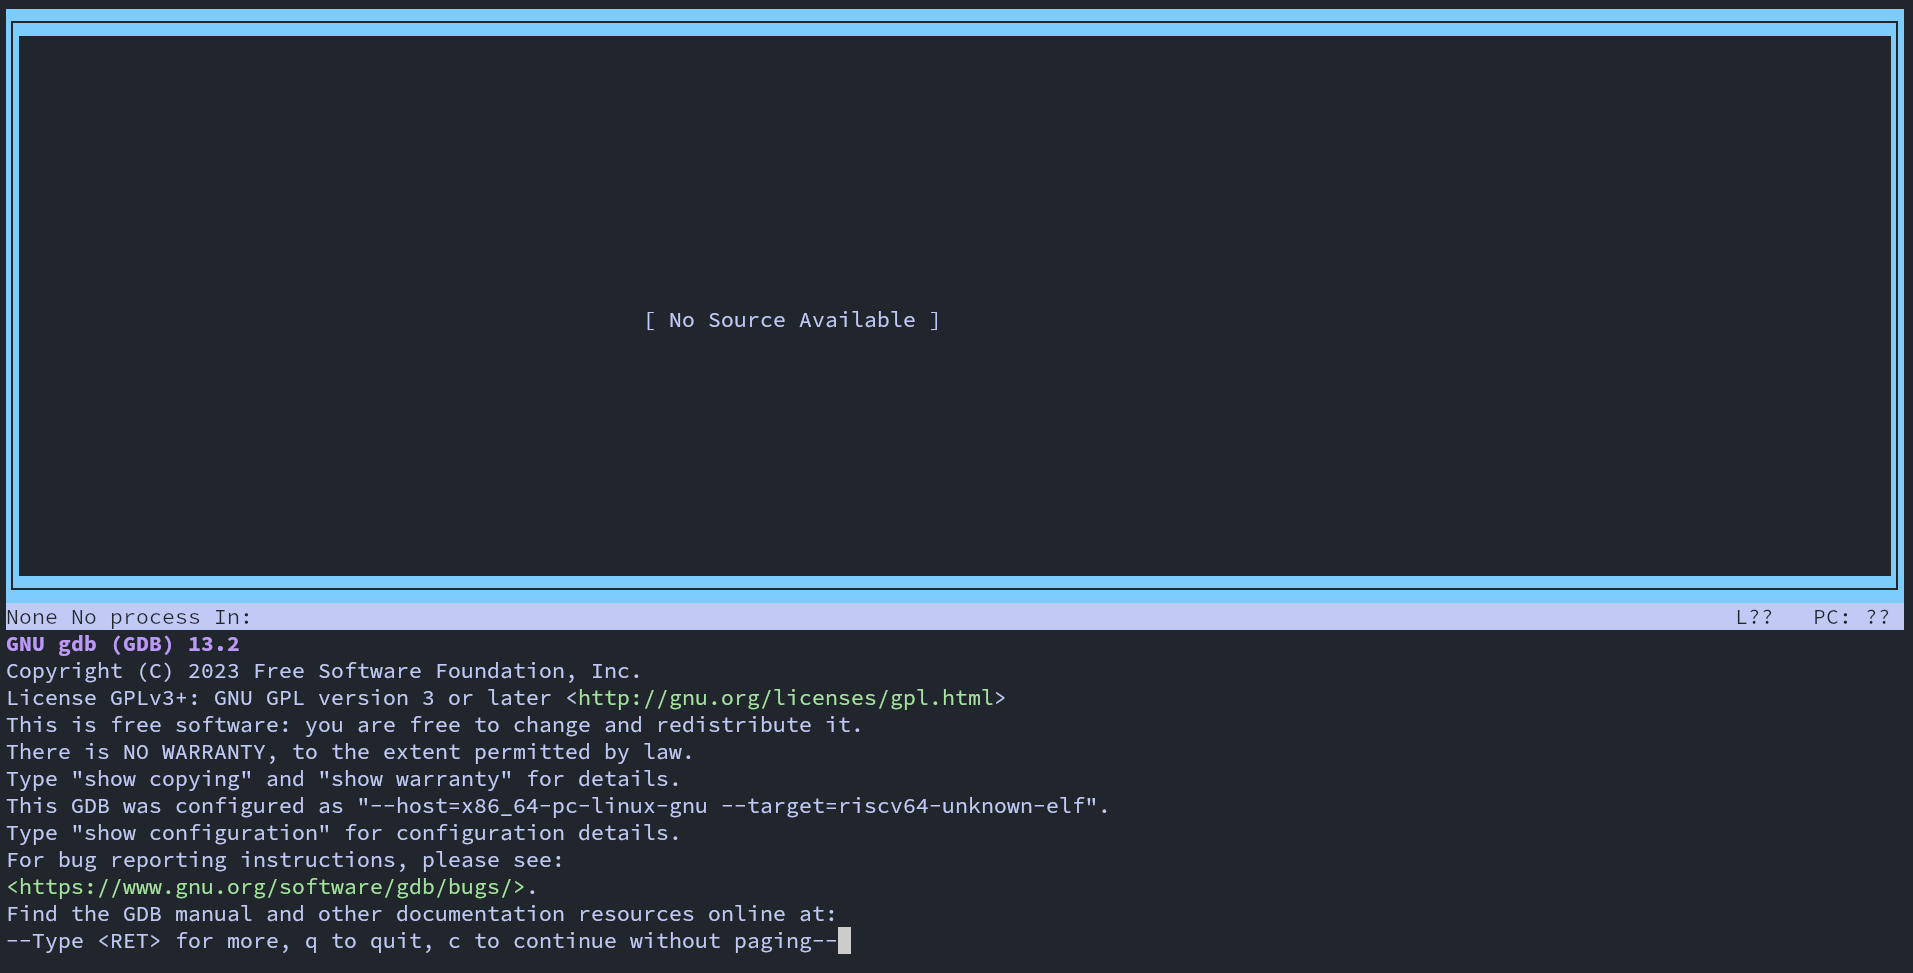 [ No Source Available ]
None No process In: L?? PC: ??
GNU gdb (GDB) 13.2
Copyright (C) 2023 Free Software Foundation, Inc.
License GPLv3+: GNU GPL version 3 or later <http://gnu.org/licenses/gpl.html>
This is free software: you are free to change and redistribute it.
There is NO WARRANTY, to the extent permitted by law.
Type "show copying" and "show warranty" for details.
This GDB was configured as "--host=x86_64-pc-linux-gnu --target=riscv64-unknown-elf".
Type "show configuration" for configuration details.
For bug reporting instructions, please see:
<https://www.gnu.org/software/gdb/bugs/>.
Find the GDB manual and other documentation resources online at:
--Type <RET> for more, q to quit, c to continue without paging--